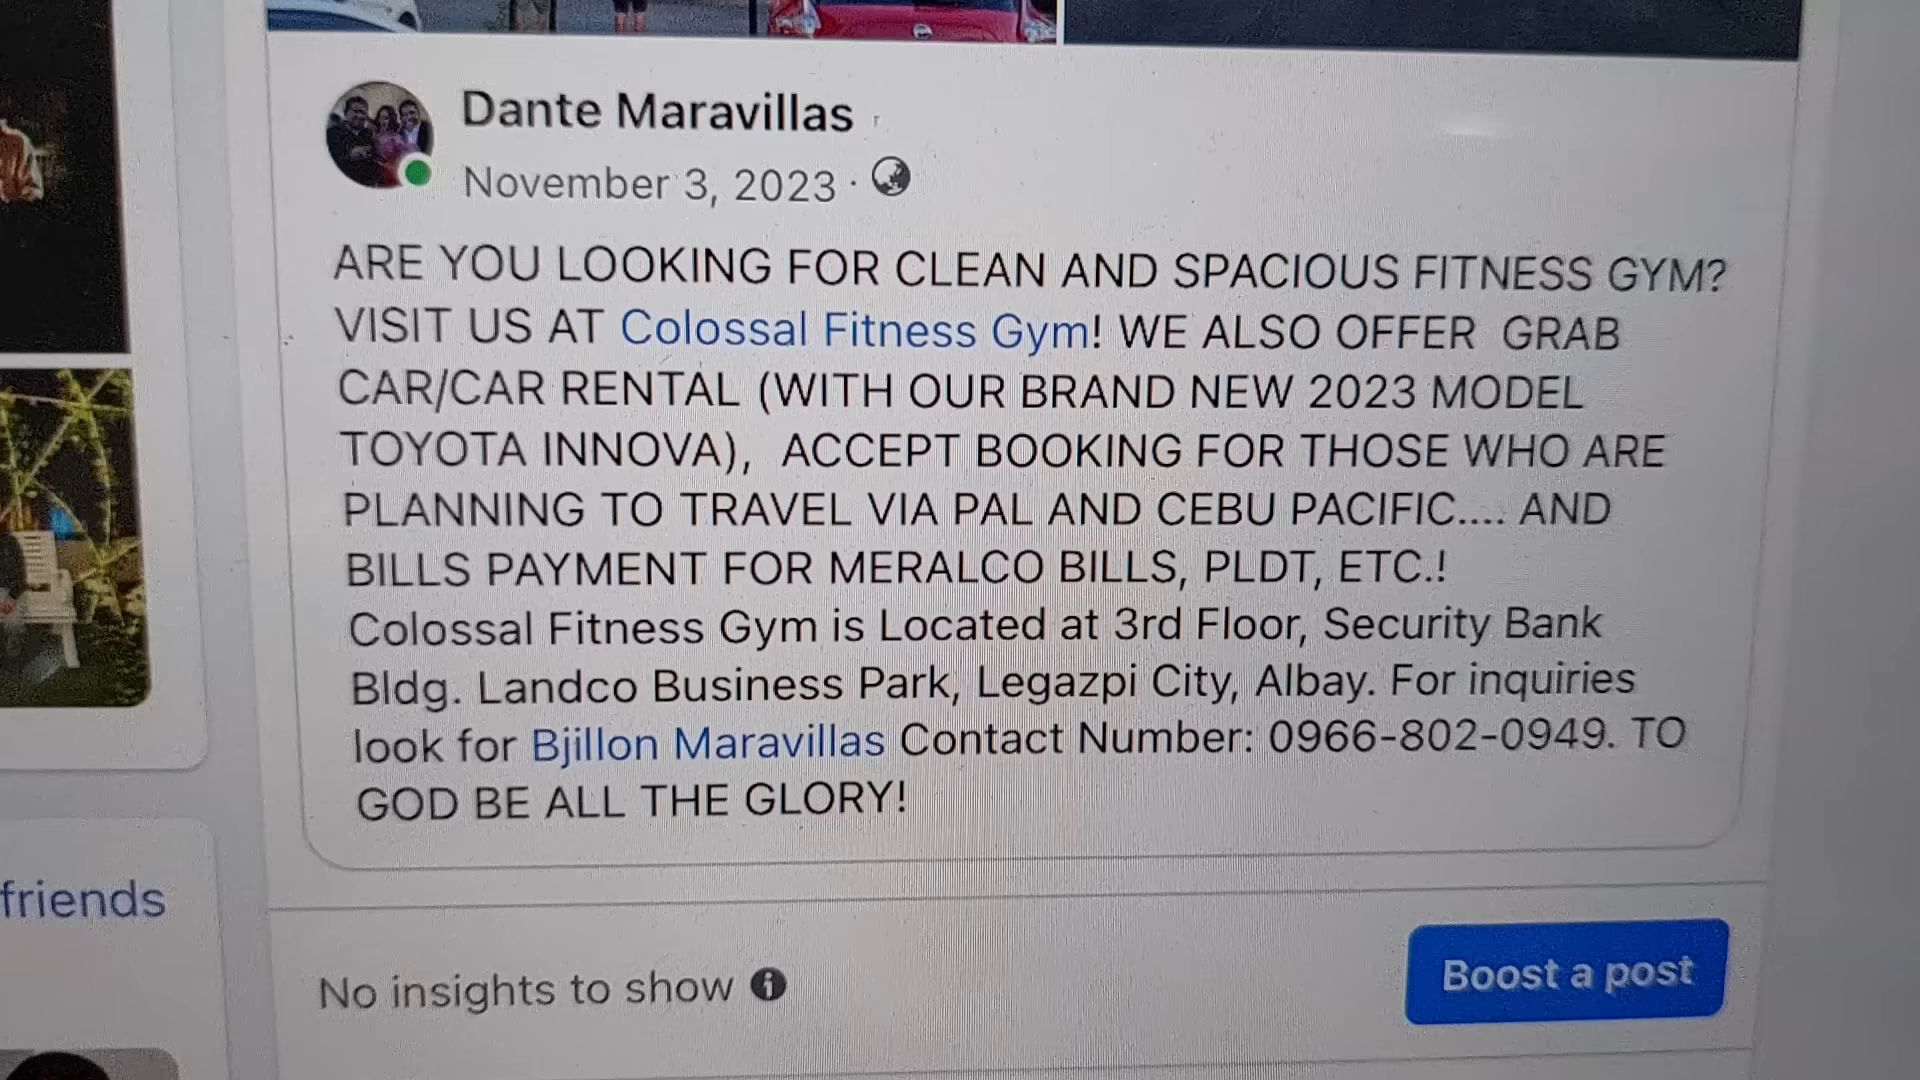 Dante Maravillas
November 3, 2023 ·
ARE YOU LOOKING FOR CLEAN AND SPACIOUS FITNESS GYM?
VISIT US AT Colossal Fitness Gym! WE ALSO OFFER GRAB
CAR/CAR RENTAL (WITH OUR BRAND NEW 2023 MODEL
TOYOTA INNOVA), ACCEPT BOOKING FOR THOSE WHO ARE
PLANNING TO TRAVEL VIA PAL AND CEBU PACIFIC.... AND
BILLS PAYMENT FOR MERALCO BILLS, PLDT, ETC.!
Colossal Fitness Gym is Located at 3rd Floor, Security Bank
Bldg. Landco Business Park, Legazpi City, Albay. For inquiries
look for Bjillon Maravillas Contact Number: 0966-802-0949. TO
GOD BE ALL THE GLORY!
friends
No insights to show
Boost a post